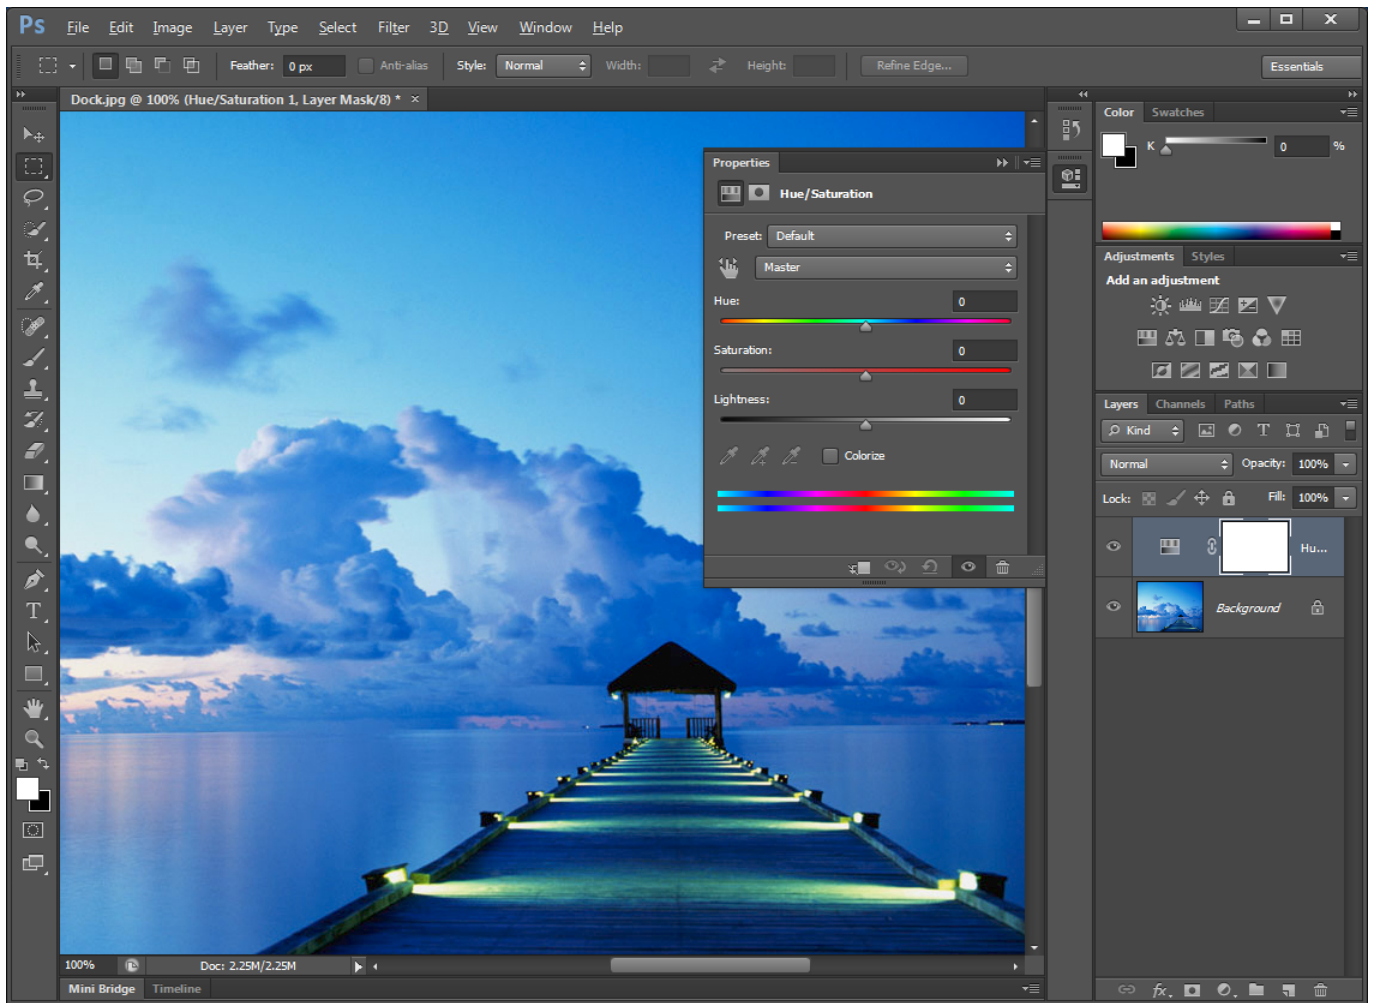 Ps File Edit Image Layer Type Select Filter 3D View Window Help
Feather: 0 px Anti-alias Style: Normal Width: Height: Refine Edge... Essentials
Dock.jpg @ 100% (Hue/Saturation 1, Layer Mask/8) * ×
Properties
Hue/Saturation
Preset: Default
Master
Hue: 0
Saturation: 0
Lightness: 0
Colorize
Color Swatches
K 0 %
Adjustments Styles
Add an adjustment
Layers Channels Paths
Kind
Normal Opacity: 100%
Lock: Fill: 100%
Hu...
Background
100% Doc: 2.25M/2.25M
Mini Bridge Timeline
fx